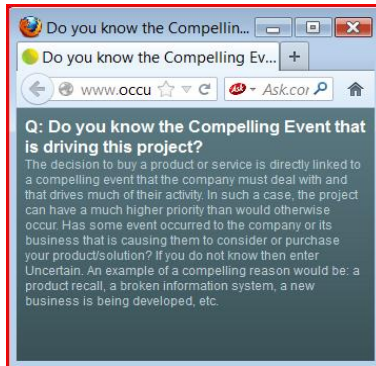 Do you know the Compellin...
Do you know the Compelling Ev...
+
www.occu
Ask.cor
Q: Do you know the Compelling Event that
is driving this project?
The decision to buy a product or service is directly linked to
a compelling event that the company must deal with and
that drives much of their activity. In such a case, the project
can have a much higher priority than would otherwise
occur. Has some event occurred to the company or its
business that is causing them to consider or purchase
your product/solution? If you do not know then enter
Uncertain. An example of a compelling reason would be: a
product recall, a broken information system, a new
business is being developed, etc.